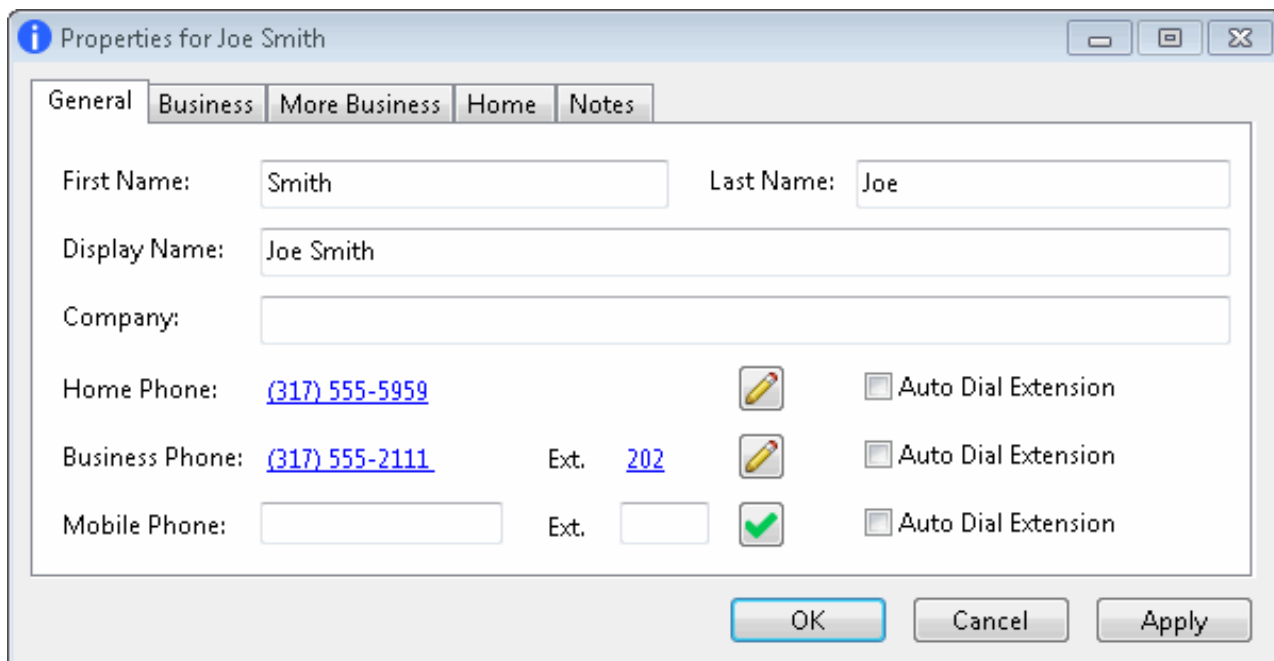 Properties for Joe Smith
General Business More Business Home Notes
First Name: Smith Last Name: Joe
Display Name: Joe Smith
Company:
Home Phone: (317) 555-5959 Auto Dial Extension
Business Phone: (317) 555-2111 Ext. 202 Auto Dial Extension
Mobile Phone: Ext. Auto Dial Extension
OK Cancel Apply